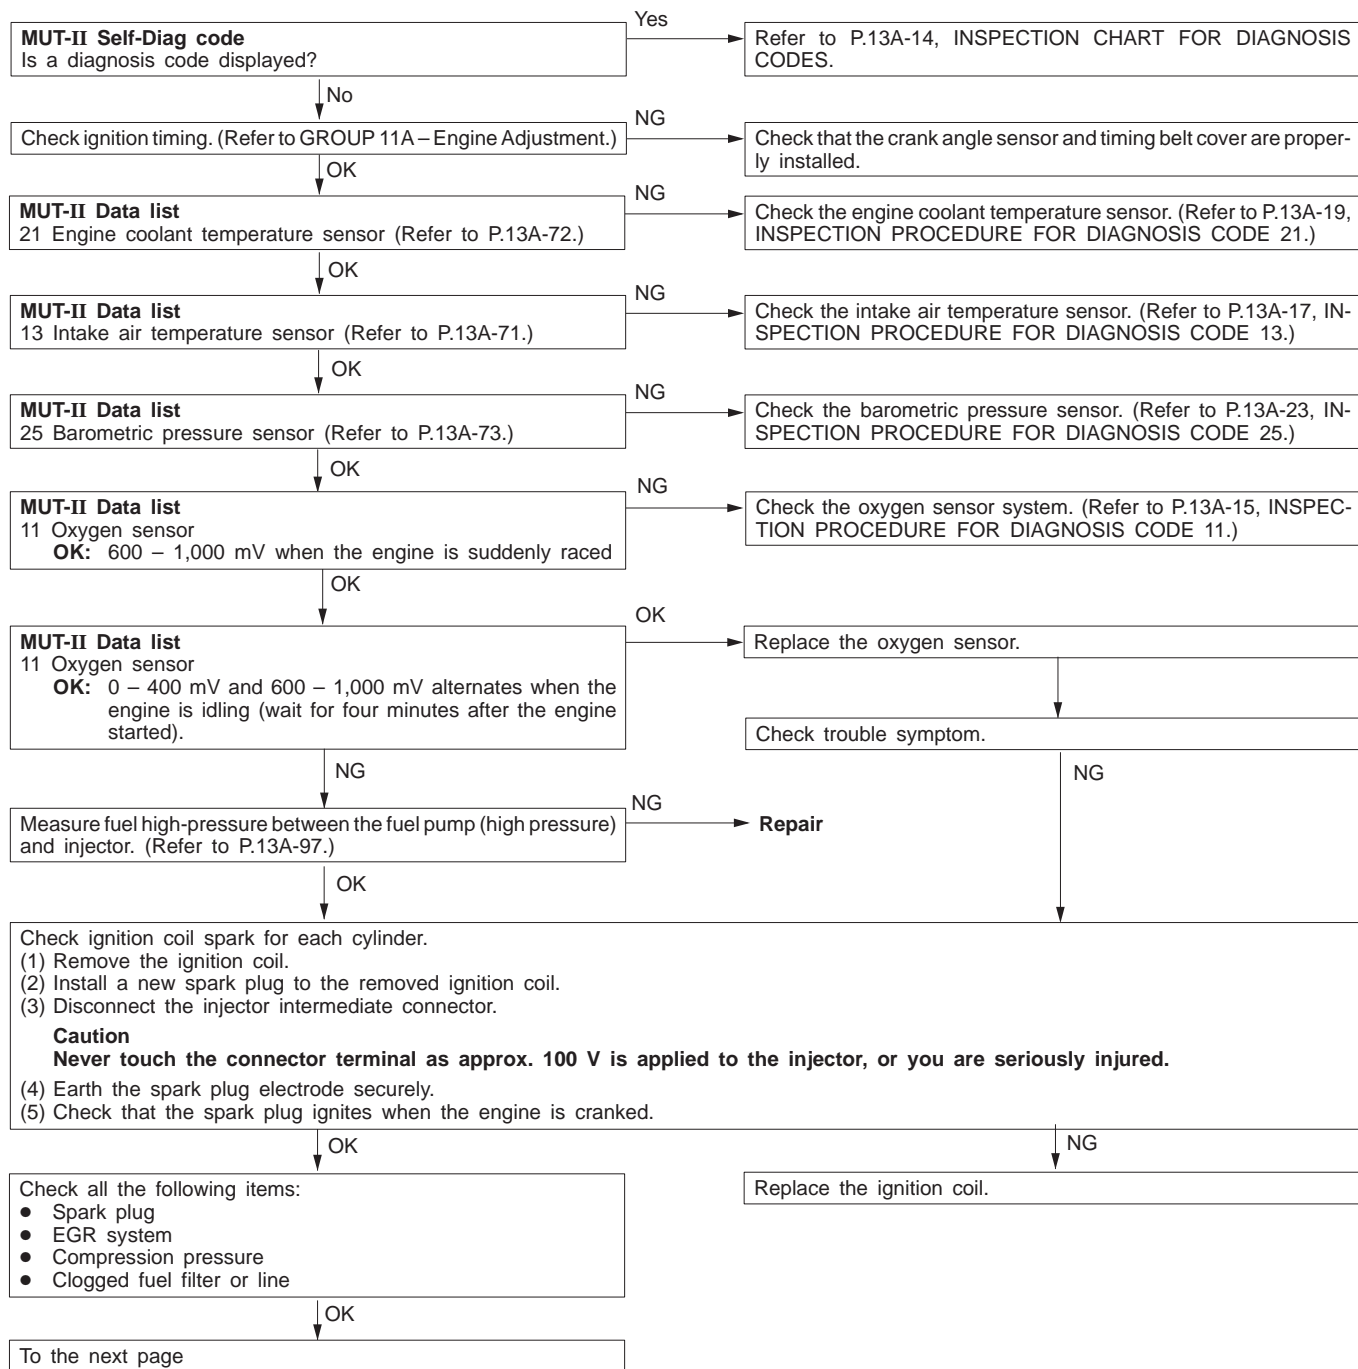 MUT-II Self-Diag code
Is a diagnosis code displayed?
Yes
Refer to P.13A-14, INSPECTION CHART FOR DIAGNOSIS
CODES.
No
Check ignition timing. (Refer to GROUP 11A – Engine Adjustment.)
NG
Check that the crank angle sensor and timing belt cover are proper-
ly installed.
OK
MUT-II Data list
21 Engine coolant temperature sensor (Refer to P.13A-72.)
NG
Check the engine coolant temperature sensor. (Refer to P.13A-19,
INSPECTION PROCEDURE FOR DIAGNOSIS CODE 21.)
OK
MUT-II Data list
13 Intake air temperature sensor (Refer to P.13A-71.)
NG
Check the intake air temperature sensor. (Refer to P.13A-17, IN-
SPECTION PROCEDURE FOR DIAGNOSIS CODE 13.)
OK
MUT-II Data list
25 Barometric pressure sensor (Refer to P.13A-73.)
NG
Check the barometric pressure sensor. (Refer to P.13A-23, IN-
SPECTION PROCEDURE FOR DIAGNOSIS CODE 25.)
OK
MUT-II Data list
11 Oxygen sensor
OK: 600 – 1,000 mV when the engine is suddenly raced
NG
Check the oxygen sensor system. (Refer to P.13A-15, INSPEC-
TION PROCEDURE FOR DIAGNOSIS CODE 11.)
OK
MUT-II Data list
11 Oxygen sensor
OK: 0 – 400 mV and 600 – 1,000 mV alternates when the
engine is idling (wait for four minutes after the engine
started).
OK
Replace the oxygen sensor.
Check trouble symptom.
NG
NG
Measure fuel high-pressure between the fuel pump (high pressure)
and injector. (Refer to P.13A-97.)
NG
Repair
OK
Check ignition coil spark for each cylinder.
(1) Remove the ignition coil.
(2) Install a new spark plug to the removed ignition coil.
(3) Disconnect the injector intermediate connector.
Caution
Never touch the connector terminal as approx. 100 V is applied to the injector, or you are seriously injured.
(4) Earth the spark plug electrode securely.
(5) Check that the spark plug ignites when the engine is cranked.
OK
NG
Check all the following items:
● Spark plug
● EGR system
● Compression pressure
● Clogged fuel filter or line
Replace the ignition coil.
OK
To the next page